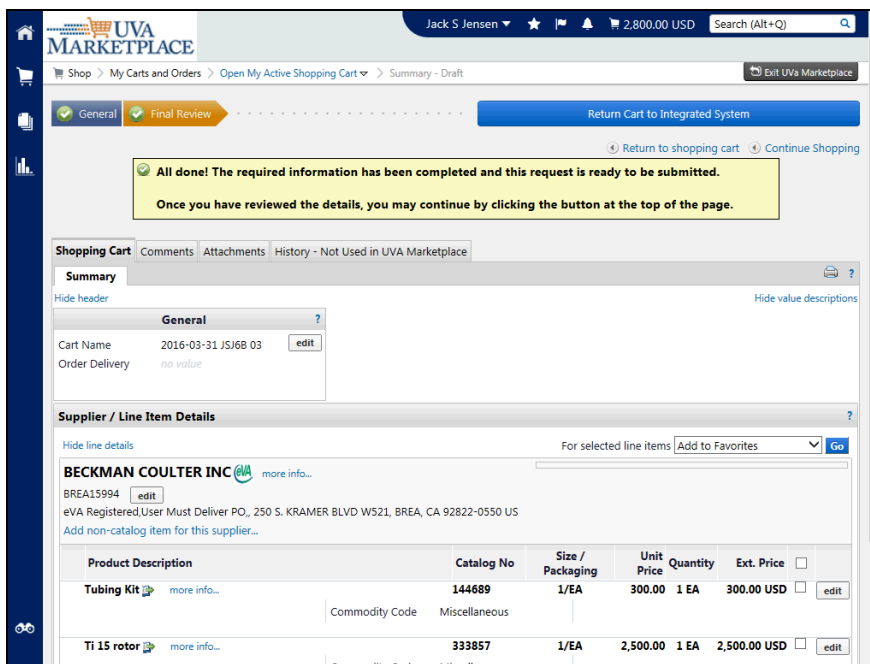 UVA
MARKETPLACE
Jack S Jensen 2,800.00 USD Search (Alt+Q)
Shop > My Carts and Orders > Open My Active Shopping Cart > Summary - Draft Exit UVa Marketplace
General Final Review Return Cart to Integrated System
Return to shopping cart Continue Shopping
All done! The required information has been completed and this request is ready to be submitted.
Once you have reviewed the details, you may continue by clicking the button at the top of the page.
Shopping Cart Comments Attachments History - Not Used in UVA Marketplace
Summary ?
Hide header Hide value descriptions
General ?
Cart Name 2016-03-31 JSJ6B 03 edit
Order Delivery no value
Supplier / Line Item Details ?
Hide line details For selected line items Add to Favorites Go
BECKMAN COULTER INC eVA more info...
BREA15994 edit
eVA Registered,User Must Deliver PO,, 250 S. KRAMER BLVD W521, BREA, CA 92822-0550 US
Add non-catalog item for this supplier...
Product Description Catalog No Size / Packaging Unit Price Quantity Ext. Price
Tubing Kit more info... 144689 1/EA 300.00 1 EA 300.00 USD edit
Commodity Code Miscellaneous
Ti 15 rotor more info... 333857 1/EA 2,500.00 1 EA 2,500.00 USD edit